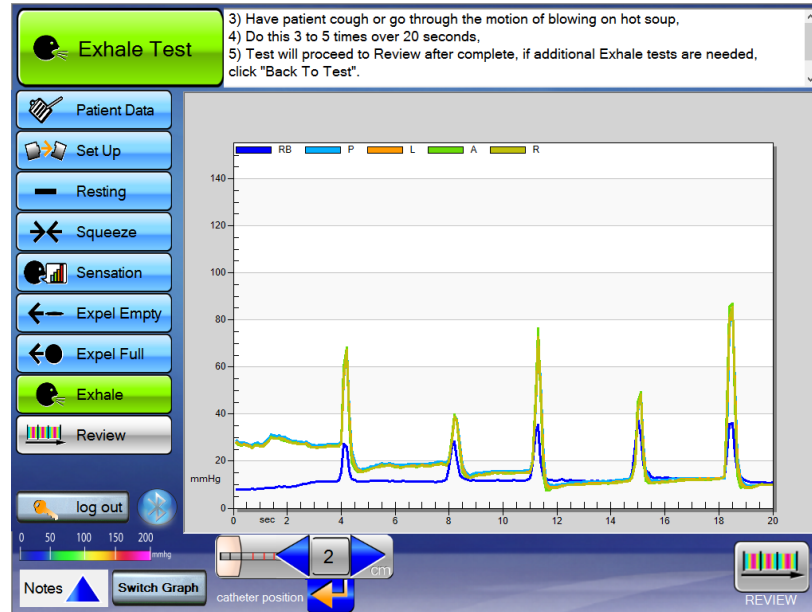 Exhale Test
3) Have patient cough or go through the motion of blowing on hot soup,
4) Do this 3 to 5 times over 20 seconds,
5) Test will proceed to Review after complete, if additional Exhale tests are needed,
click "Back To Test".
Patient Data
Set Up
Resting
Squeeze
Sensation
Expel Empty
Expel Full
Exhale
Review
log out
0 50 100 150 200
mmhg
Notes
Switch Graph
RB P L A R
140
120
100
80
60
40
20
mmHg
0
0 sec 2 4 6 8 10 12 14 16 18 20
2
cm
catheter position
REVIEW